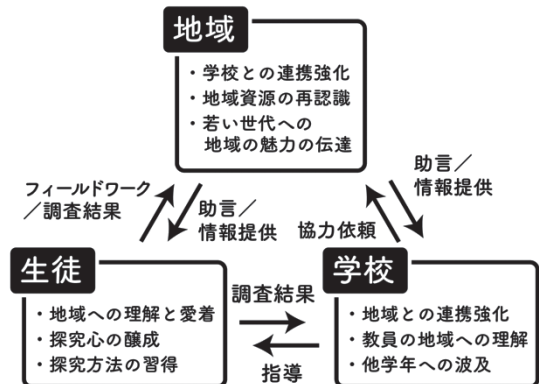 地域
・学校との連携強化
・地域資源の再認識
・若い世代への
地域の魅力の伝達
フィールドワーク
／調査結果
助言／
情報提供
助言／
情報提供
協力依頼
生徒
・地域への理解と愛着
・探究心の醸成
・探究方法の習得
調査結果
指導
学校
・地域との連携強化
・教員の地域への理解
・他学年への波及